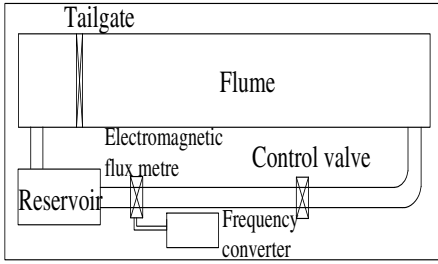 Tailgate
Flume
Electromagnetic
flux metre
Control valve
Reservoir
Frequency
converter